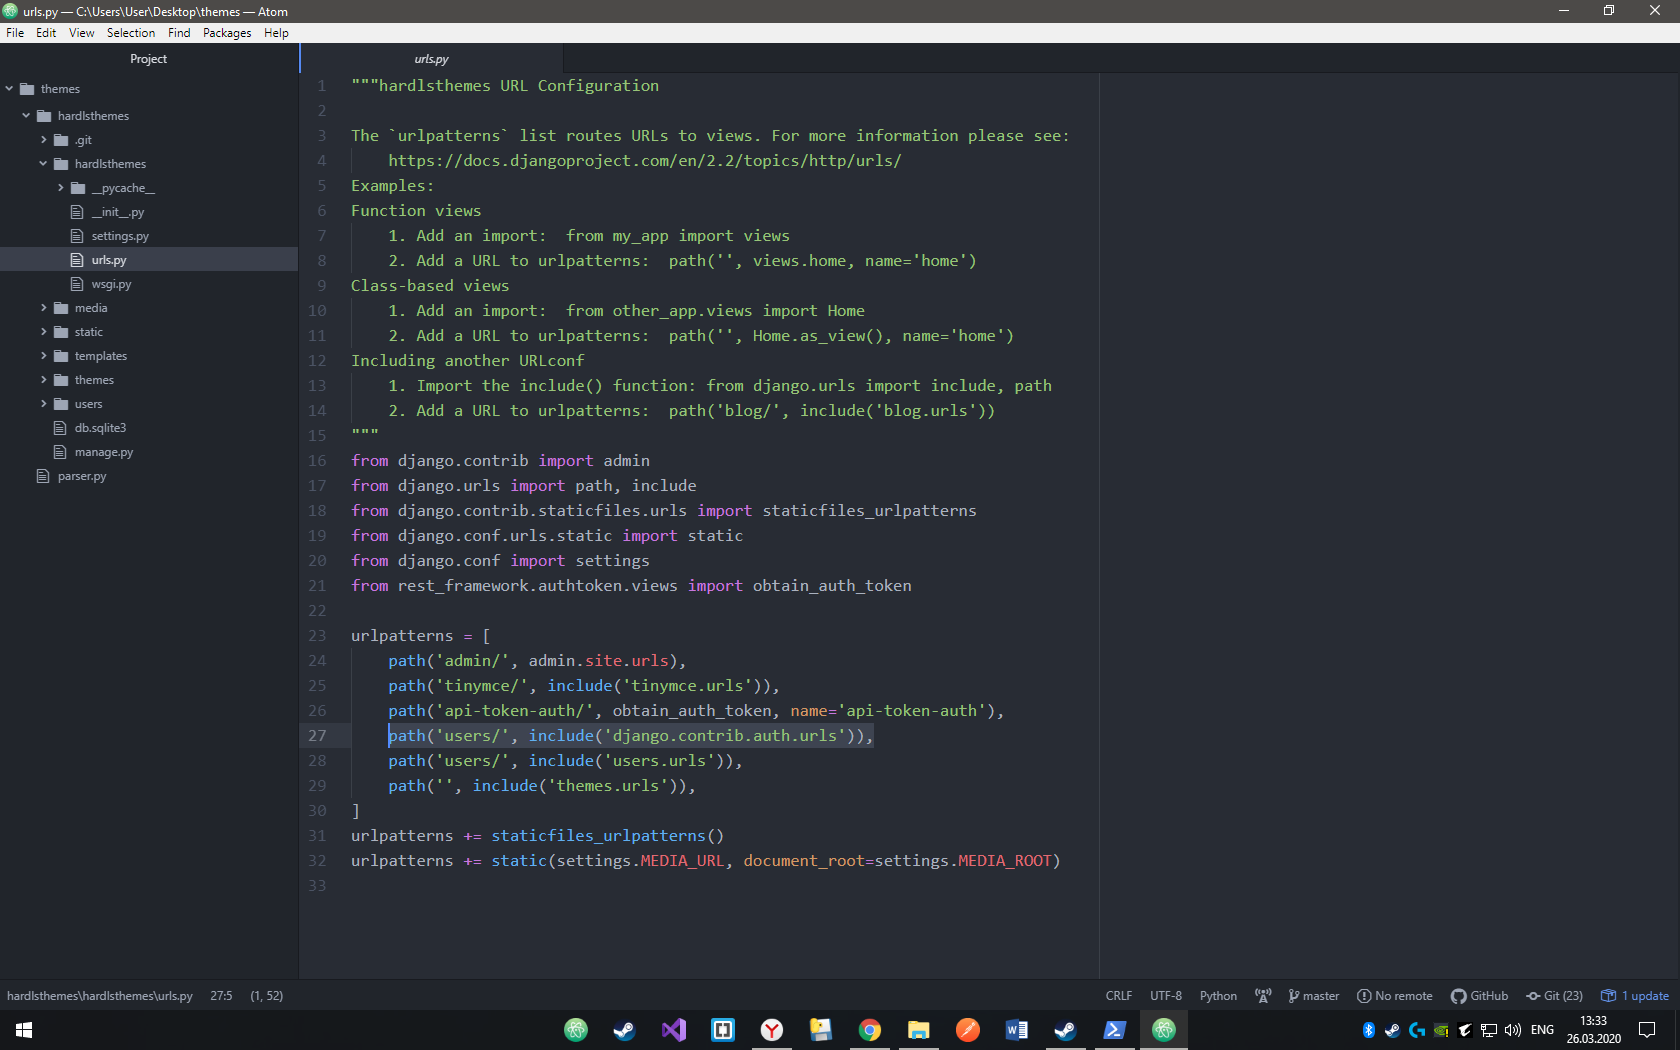 urls.py — C:\Users\User\Desktop\themes — Atom
File Edit View Selection Find Packages Help
Project
themes
hardlsthemes
.git
hardlsthemes
__pycache__
__init__.py
settings.py
urls.py
wsgi.py
media
static
templates
themes
users
db.sqlite3
manage.py
parser.py
urls.py
1 """hardlsthemes URL Configuration
2
3 The `urlpatterns` list routes URLs to views. For more information please see:
4     https://docs.djangoproject.com/en/2.2/topics/http/urls/
5 Examples:
6 Function views
7     1. Add an import:  from my_app import views
8     2. Add a URL to urlpatterns:  path('', views.home, name='home')
9 Class-based views
10     1. Add an import:  from other_app.views import Home
11     2. Add a URL to urlpatterns:  path('', Home.as_view(), name='home')
12 Including another URLconf
13     1. Import the include() function: from django.urls import include, path
14     2. Add a URL to urlpatterns:  path('blog/', include('blog.urls'))
15 """
16 from django.contrib import admin
17 from django.urls import path, include
18 from django.contrib.staticfiles.urls import staticfiles_urlpatterns
19 from django.conf.urls.static import static
20 from django.conf import settings
21 from rest_framework.authtoken.views import obtain_auth_token
22
23 urlpatterns = [
24     path('admin/', admin.site.urls),
25     path('tinymce/', include('tinymce.urls')),
26     path('api-token-auth/', obtain_auth_token, name='api-token-auth'),
27     path('users/', include('django.contrib.auth.urls')),
28     path('users/', include('users.urls')),
29     path('', include('themes.urls')),
30 ]
31 urlpatterns += staticfiles_urlpatterns()
32 urlpatterns += static(settings.MEDIA_URL, document_root=settings.MEDIA_ROOT)
33
hardlsthemes\hardlsthemes\urls.py 27:5 (1, 52) CRLF UTF-8 Python master No remote GitHub Git (23) 1 update
ENG 13:33
26.03.2020